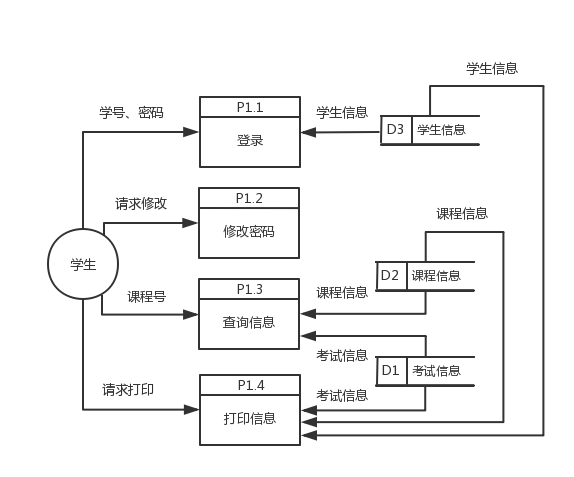 学生信息
学号、密码
P1.1
登录
学生信息
D3
学生信息
请求修改
P1.2
修改密码
课程信息
学生
课程号
P1.3
查询信息
课程信息
D2
课程信息
考试信息
D1
考试信息
请求打印
P1.4
打印信息
考试信息